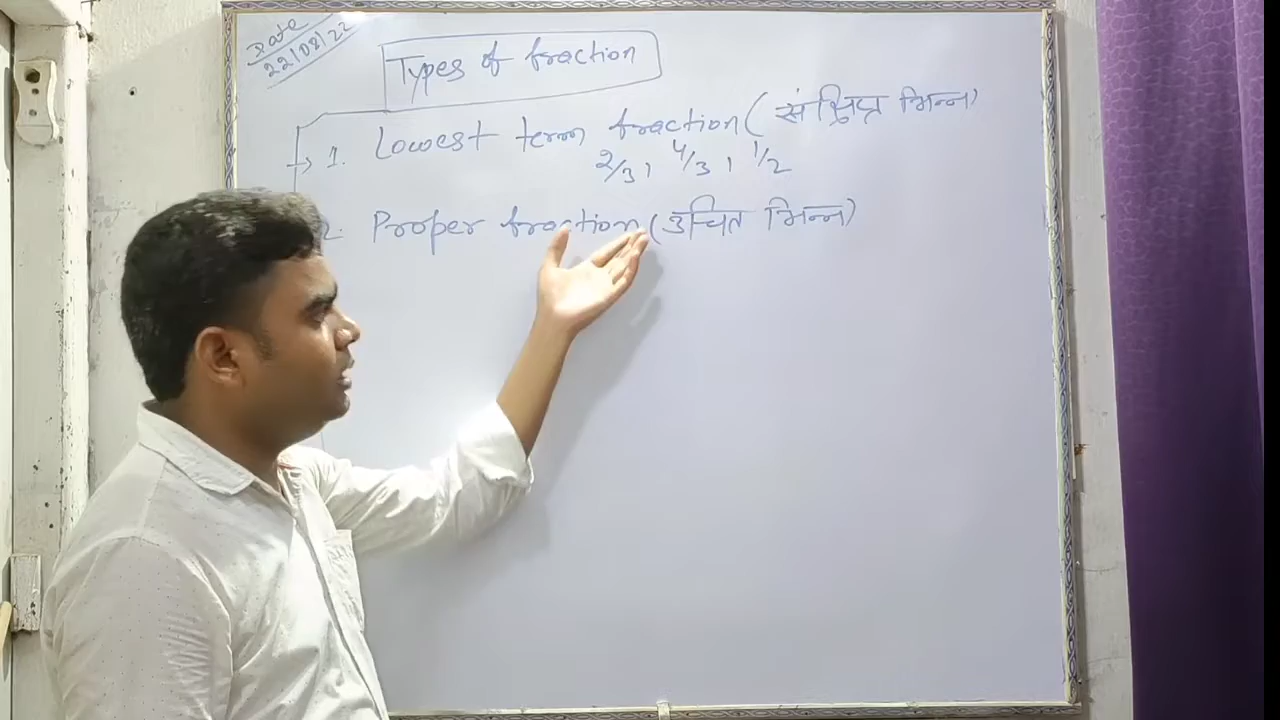 Date
22/08/22
Types of fraction
→ 1. Lowest term fraction (संक्षिप्त भिन्न)
2/3, 4/3, 1/2
2. Proper fraction (उचित भिन्न)